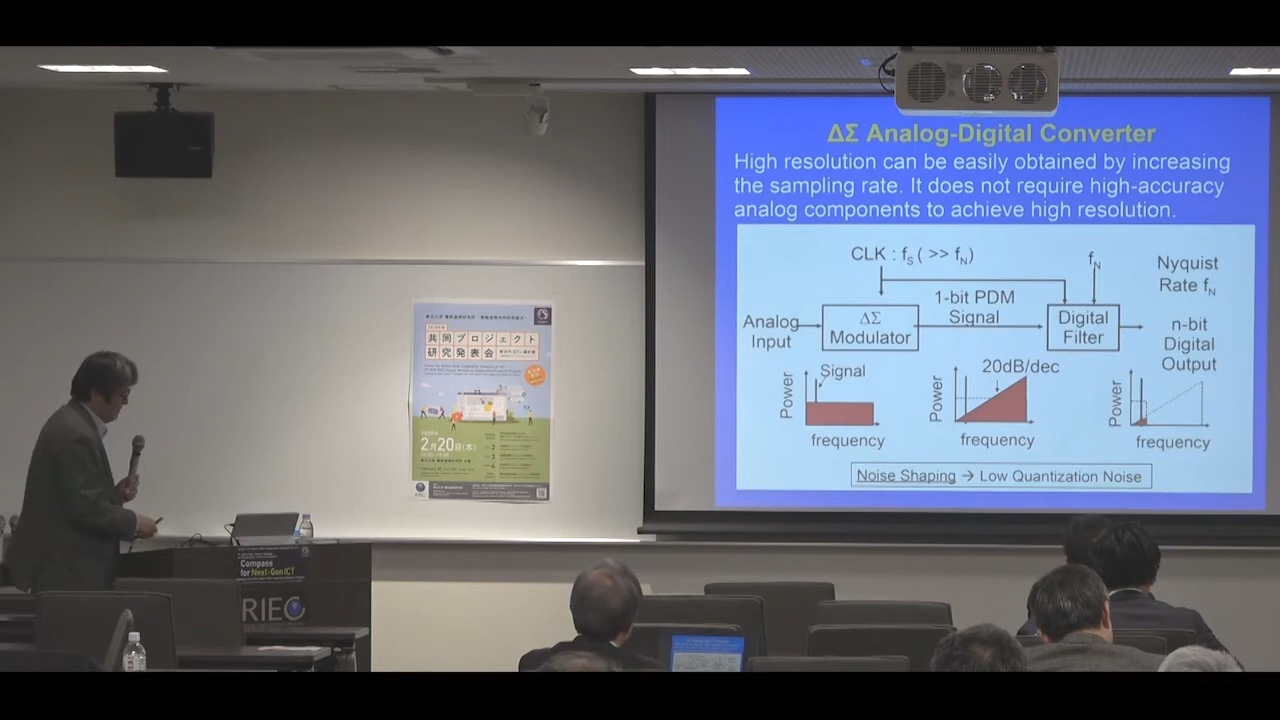 ΔΣ Analog-Digital Converter
High resolution can be easily obtained by increasing
the sampling rate. It does not require high-accuracy
analog components to achieve high resolution.
CLK : fS ( >> fN)
fN
Nyquist
Rate fN
1-bit PDM
Signal
Analog
Input
ΔΣ
Modulator
Digital
Filter
n-bit
Digital
Output
Power
Signal
frequency
Power
20dB/dec
frequency
Power
frequency
Noise Shaping → Low Quantization Noise
共同プロジェクト
研究発表会
2月20日(木)
Compass
for Next-Gen ICT
RIEC